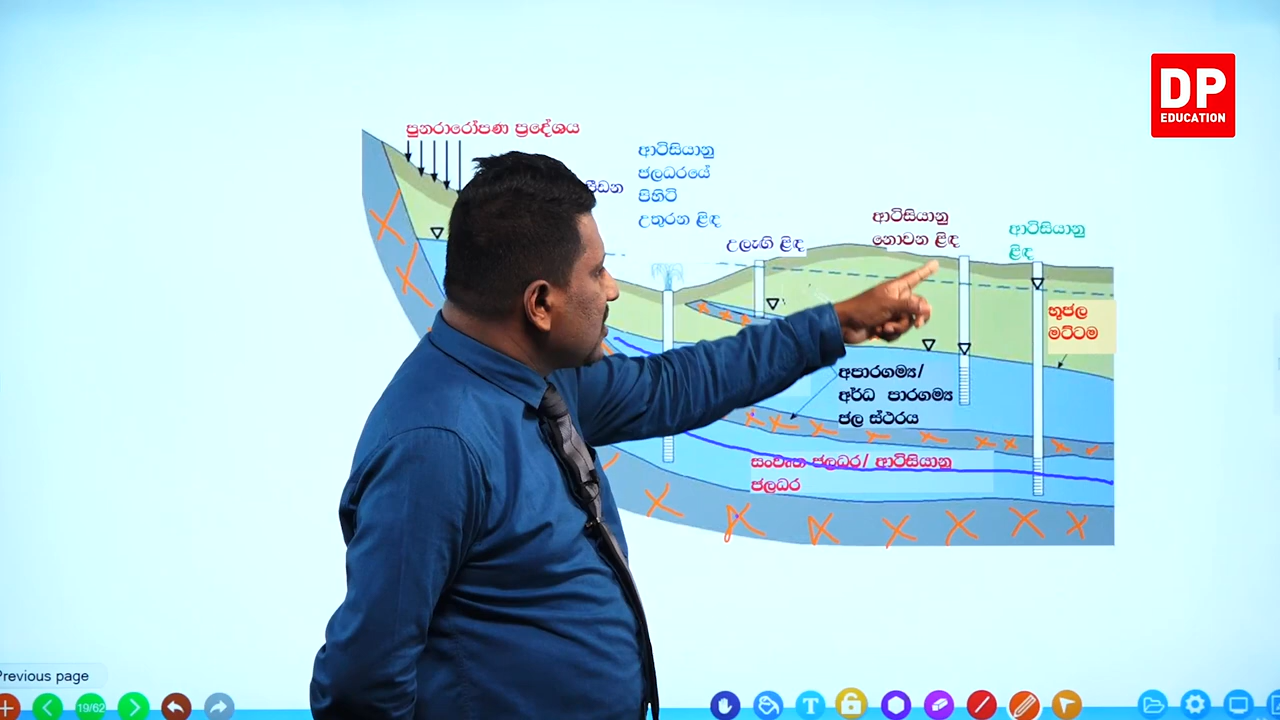 DP
EDUCATION
පුනරාරෝපණ ප්‍රදේශය
ආටිසියානු
ජලධරයේ
පිහිටි
උතුරන ළිඳ
උලැඟි ළිඳ
ආටිසියානු
නොවන ළිඳ
ආටිසියානු
ළිඳ
භූජල
මට්ටම
අපාරගම්‍ය/
අර්ධ පාරගම්‍ය
ජල ස්ථරය
සංවෘත ජලධර/ ආටිසියානු
ජලධර
Previous page
19/62
T